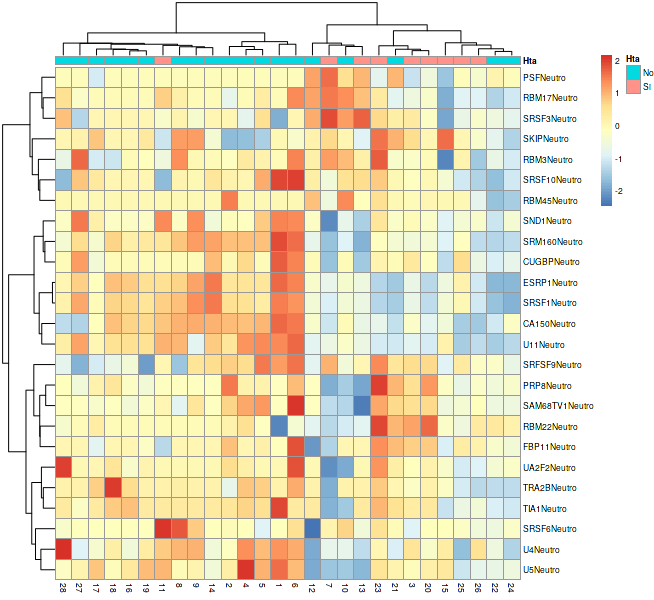 Hta
Hta
No
Si
2
1
0
-1
-2
PSFNeutro
RBM17Neutro
SRSF3Neutro
SKIPNeutro
RBM3Neutro
SRSF10Neutro
RBM45Neutro
SND1Neutro
SRM160Neutro
CUGBPNeutro
ESRP1Neutro
SRSF1Neutro
CA150Neutro
U11Neutro
SRFSF9Neutro
PRP8Neutro
SAM68TV1Neutro
RBM22Neutro
FBP11Neutro
UA2F2Neutro
TRA2BNeutro
TIA1Neutro
SRSF6Neutro
U4Neutro
U5Neutro
28 27 17 18 16 19 11 8 9 14 2 4 5 1 6 12 7 10 13 23 21 3 20 15 25 26 22 24